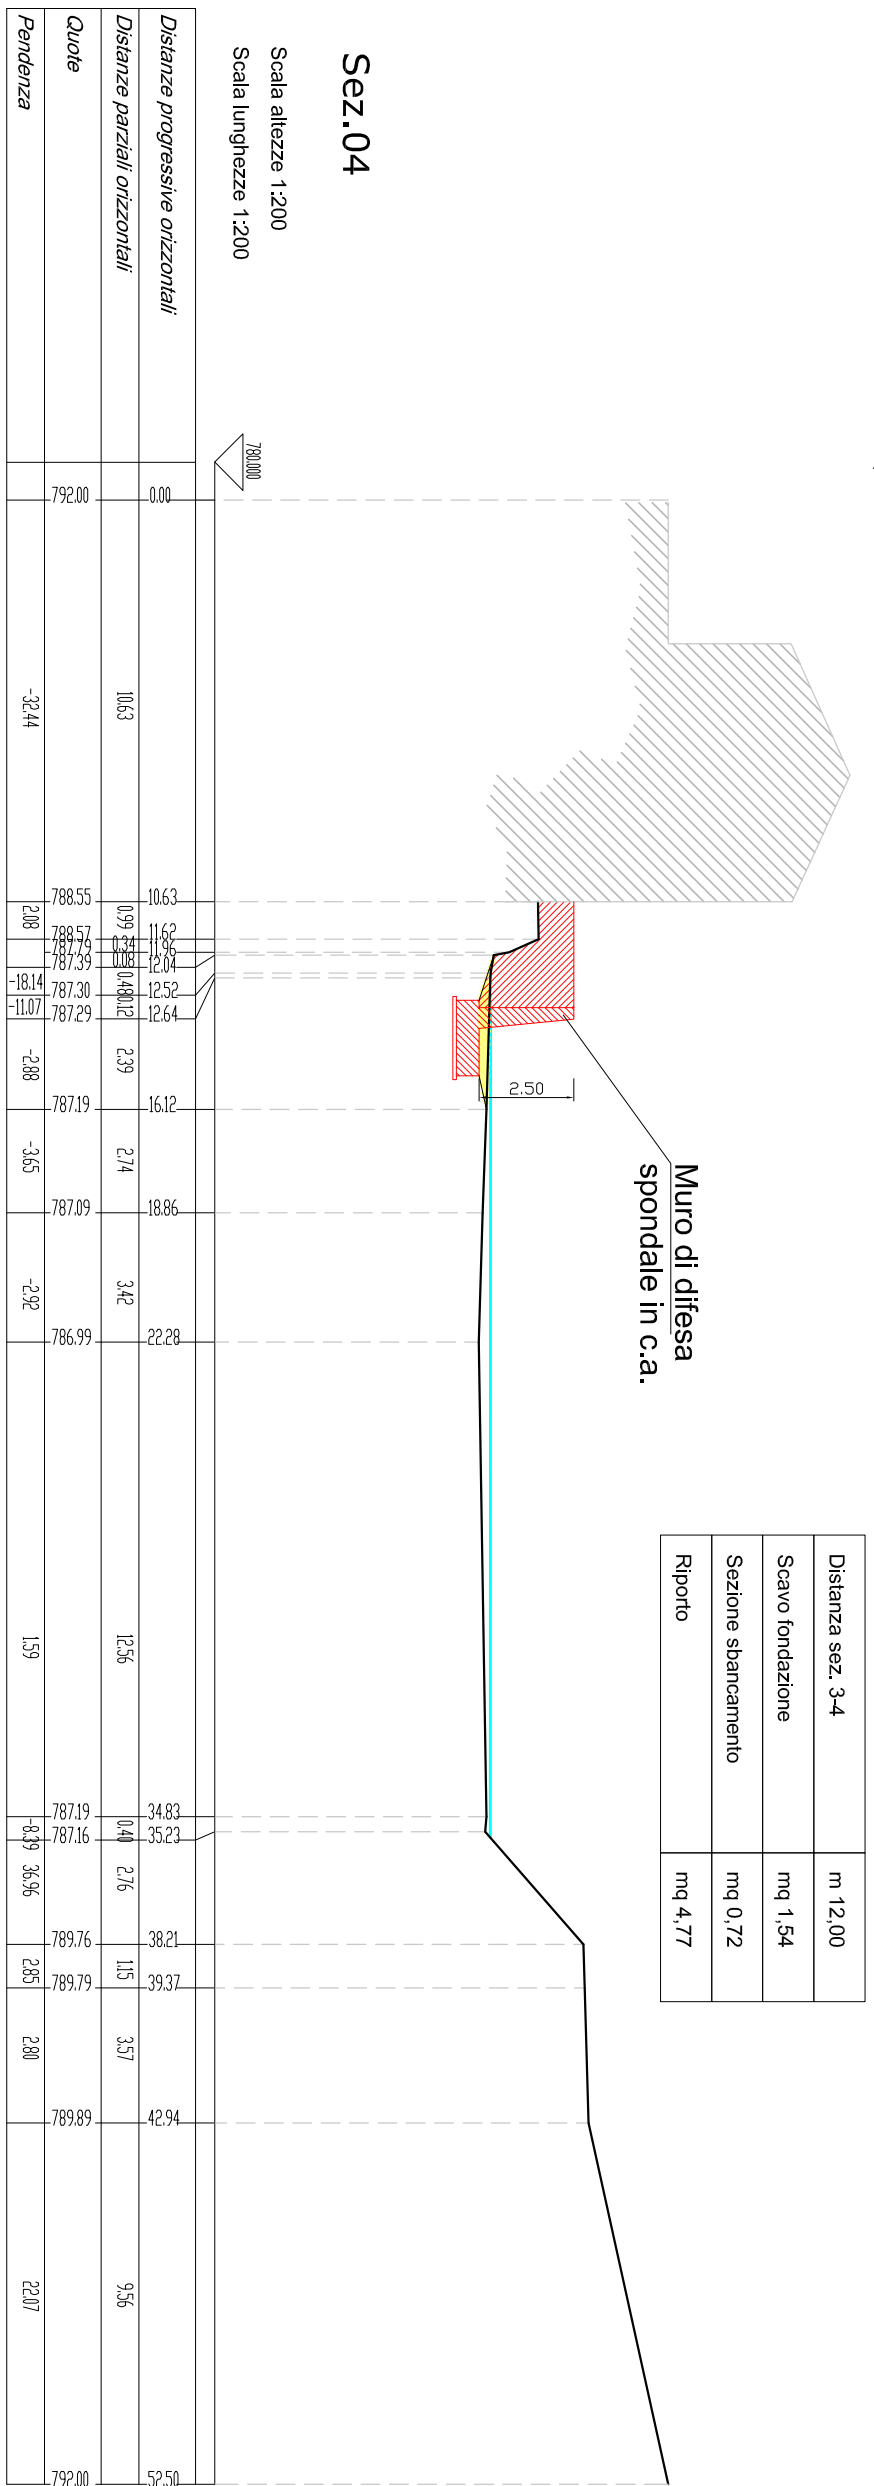 Sez.04
Scala altezze 1:200
Scala lunghezze 1:200
Distanza sez. 3-4 m 12,00
Scavo fondazione mq 1,54
Sezione sbancamento mq 0,72
Riporto mq 4,77
Muro di difesa
spondale in c.a.
2.50
780.000
Distanze progressive orizzontali 0.00 10.63 11.62 11.96 12.04 12.52 12.64 16.12 18.86 22.28 34.83 35.23 38.21 39.37 42.94 52.50
Distanze parziali orizzontali 10.63 0.99 0.34 0.08 0.48 0.12 2.39 2.74 3.42 12.56 0.40 2.76 1.15 3.57 9.56
Quote 792.00 788.55 788.57 787.79 787.39 787.30 787.29 787.19 787.09 786.99 787.19 787.16 789.76 789.79 789.89 792.00
Pendenza -32.44 2.08 -18.14 -11.07 -2.88 -3.65 -2.92 1.59 -8.39 36.96 2.85 2.80 22.07